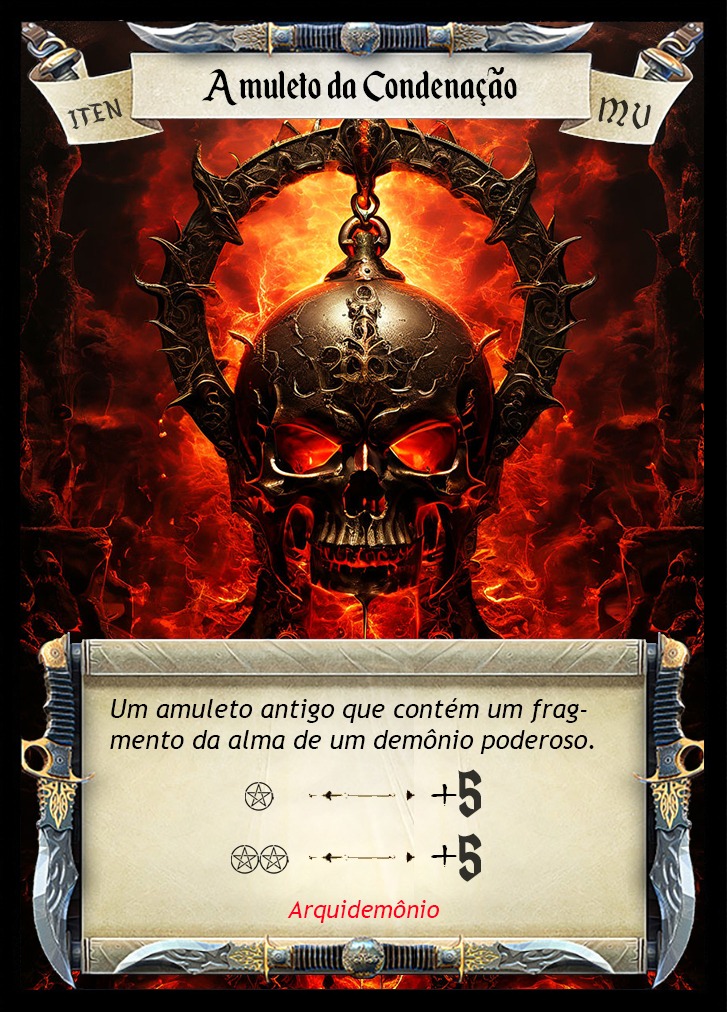 Amuleto da Condenação
ITEN
MU
Um amuleto antigo que contém um frag-
mento da alma de um demônio poderoso.
+5
+5
Arquidemônio